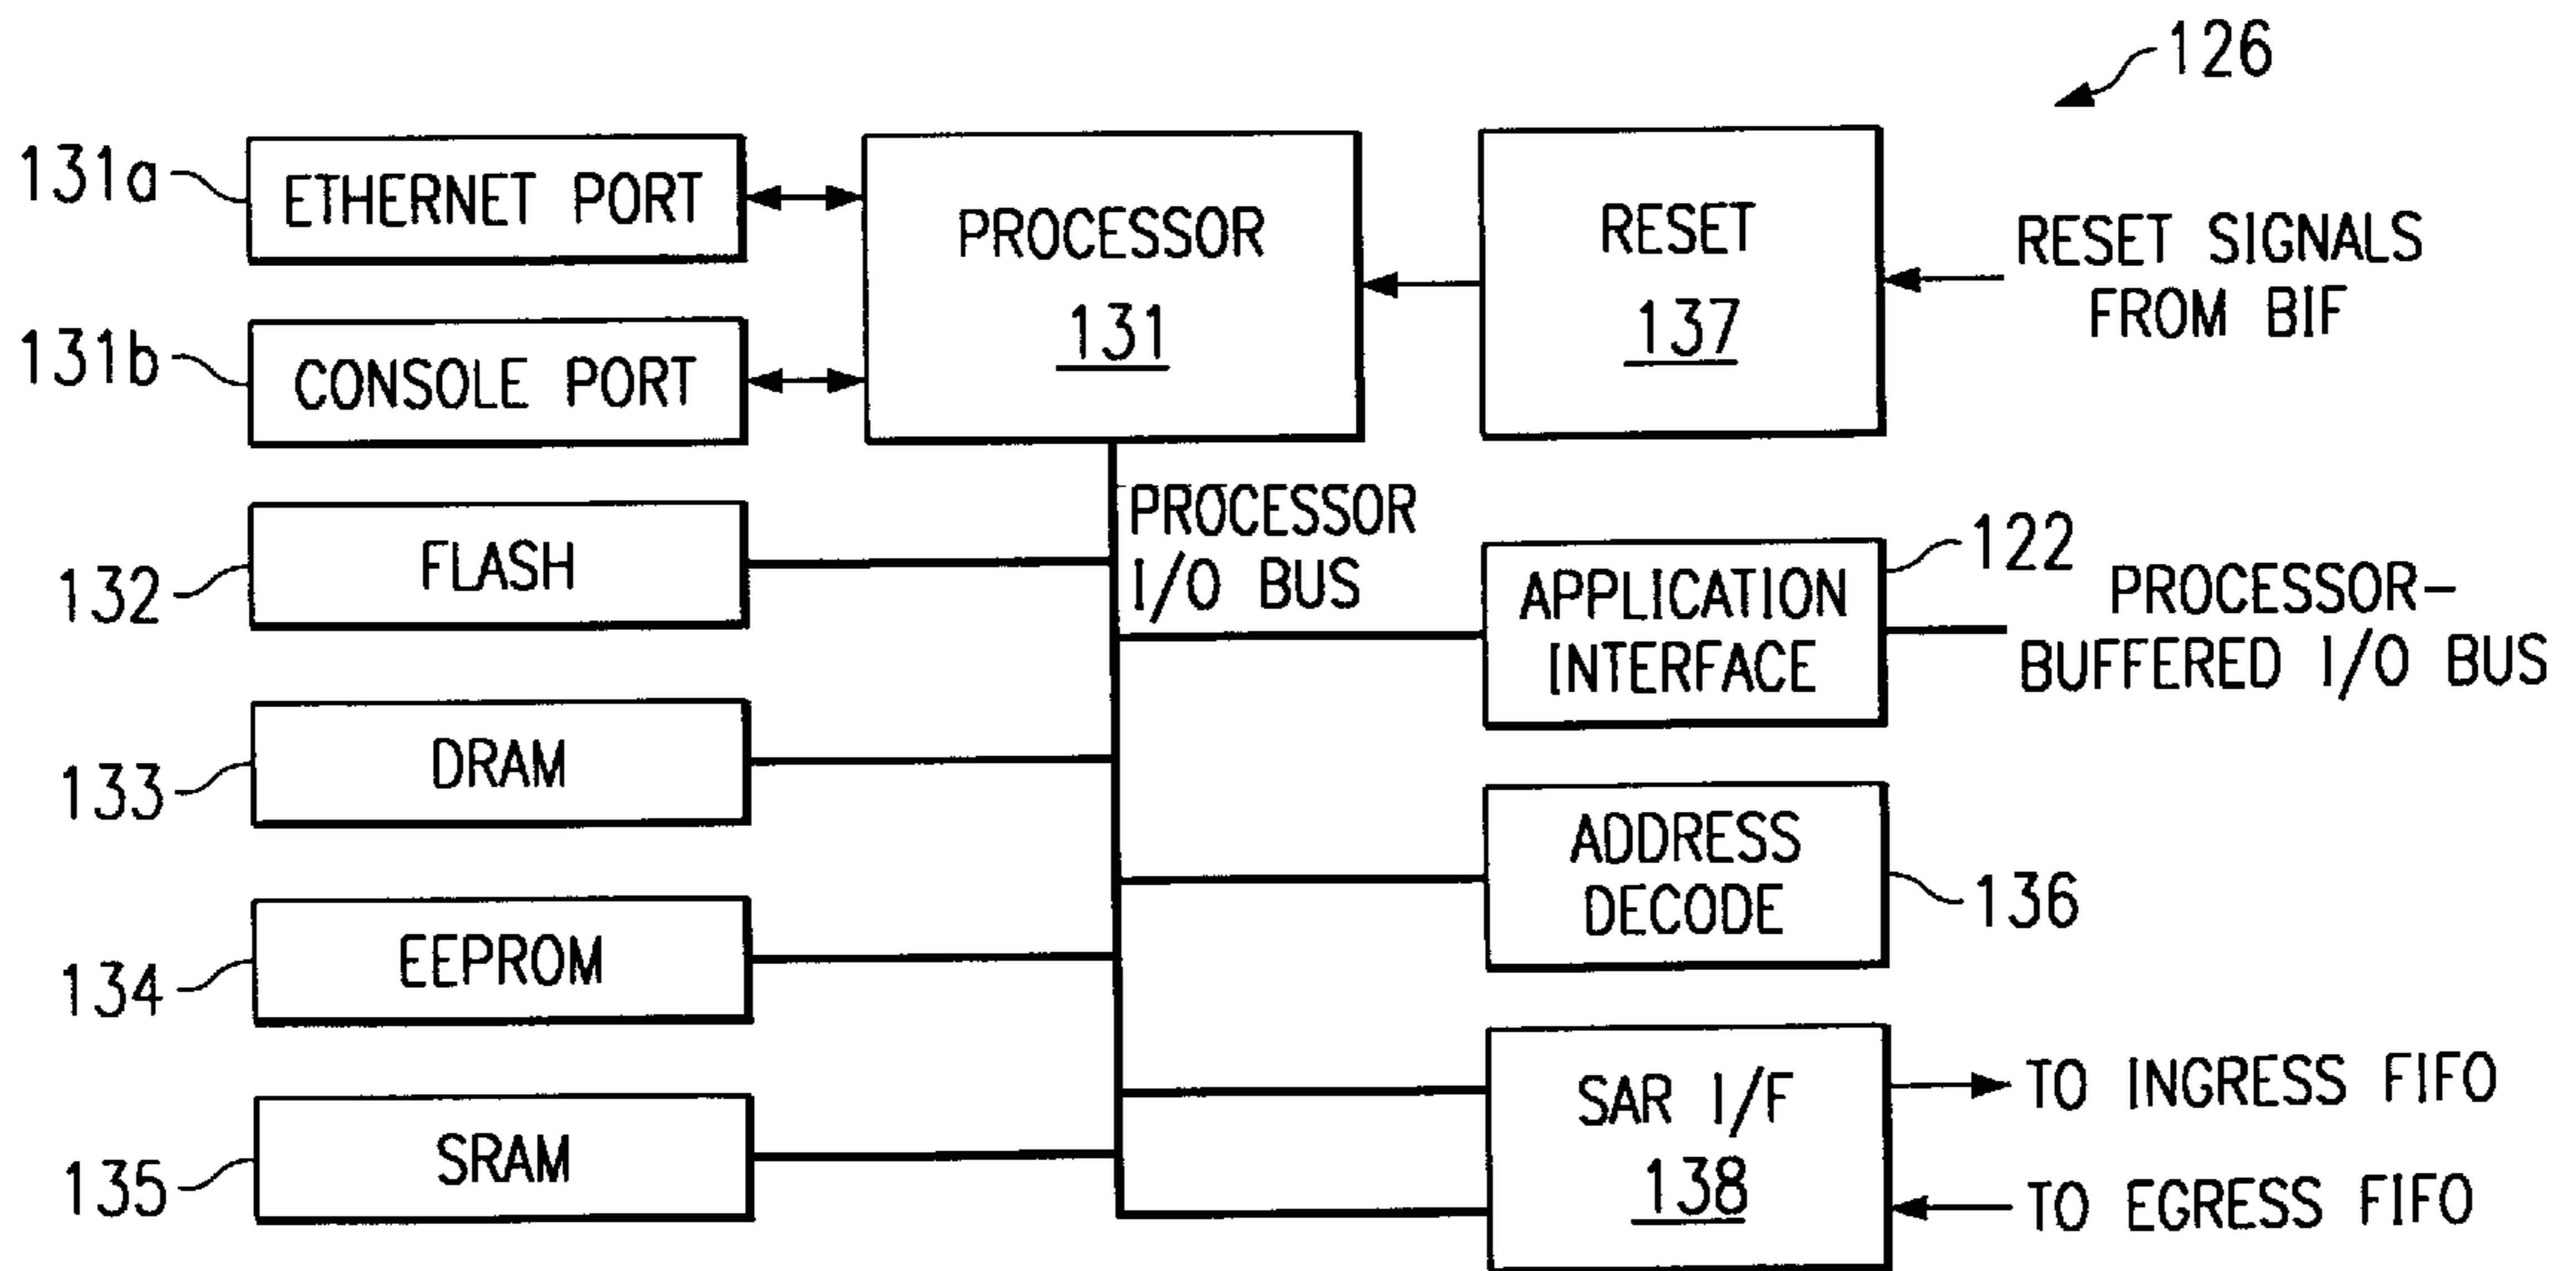 126
131a
ETHERNET PORT
PROCESSOR
131
RESET
137
RESET SIGNALS
FROM BIF
131b
CONSOLE PORT
PROCESSOR
I/O BUS
132
FLASH
122
APPLICATION
INTERFACE
PROCESSOR-
BUFFERED I/O BUS
133
DRAM
ADDRESS
DECODE
136
134
EEPROM
SAR I/F
138
TO INGRESS FIFO
TO EGRESS FIFO
135
SRAM